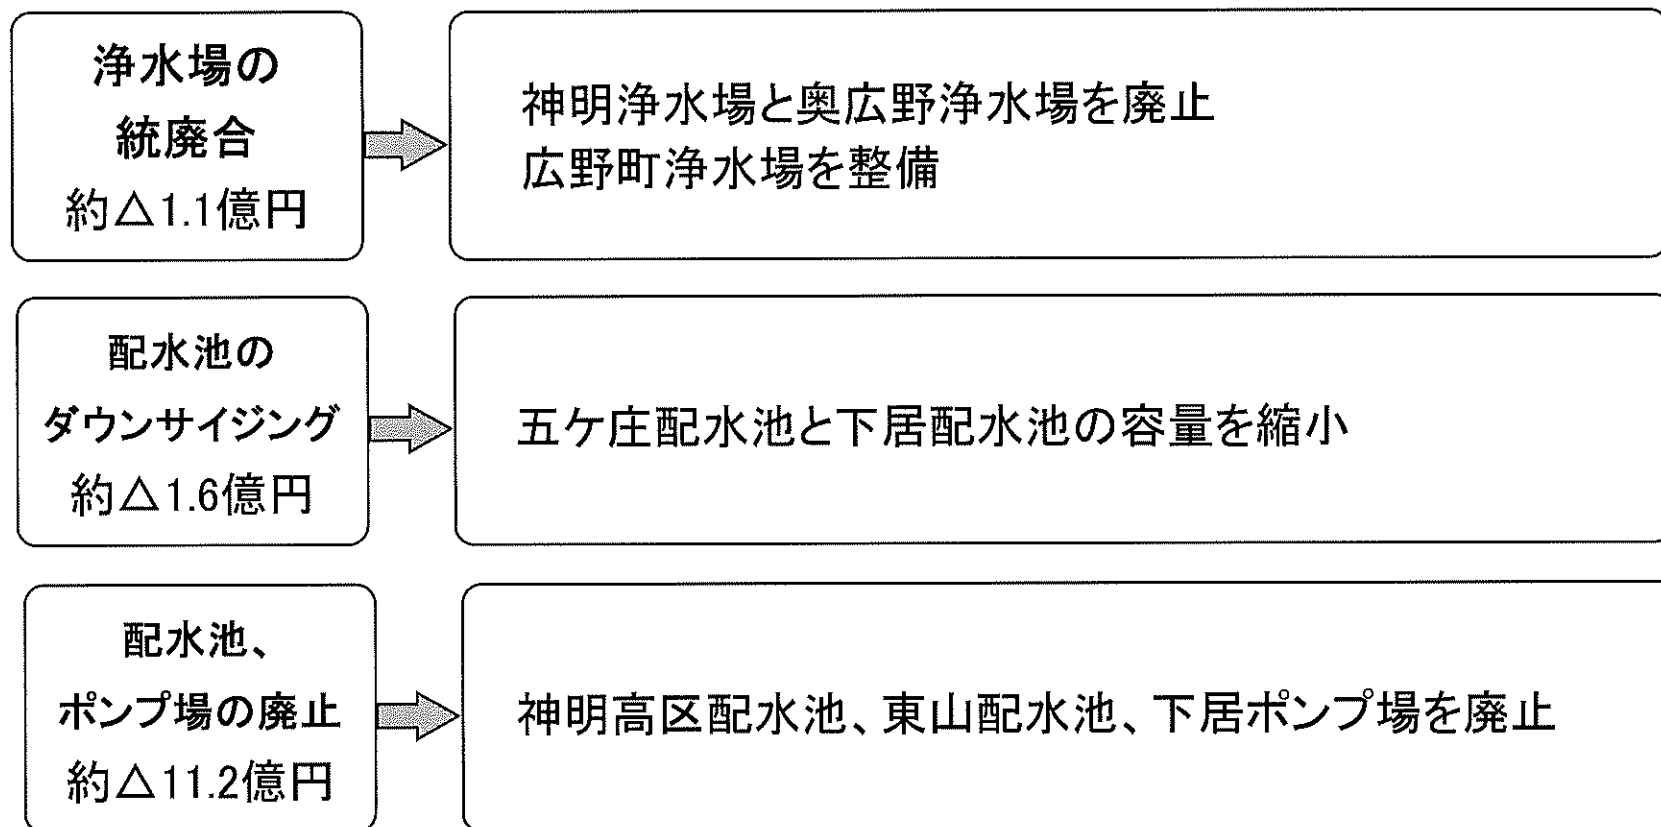 浄水場の
統廃合
約△1.1億円
神明浄水場と奥広野浄水場を廃止
広野町浄水場を整備
配水池の
ダウンサイジング
約△1.6億円
五ケ庄配水池と下居配水池の容量を縮小
配水池、
ポンプ場の廃止
約△11.2億円
神明高区配水池、東山配水池、下居ポンプ場を廃止